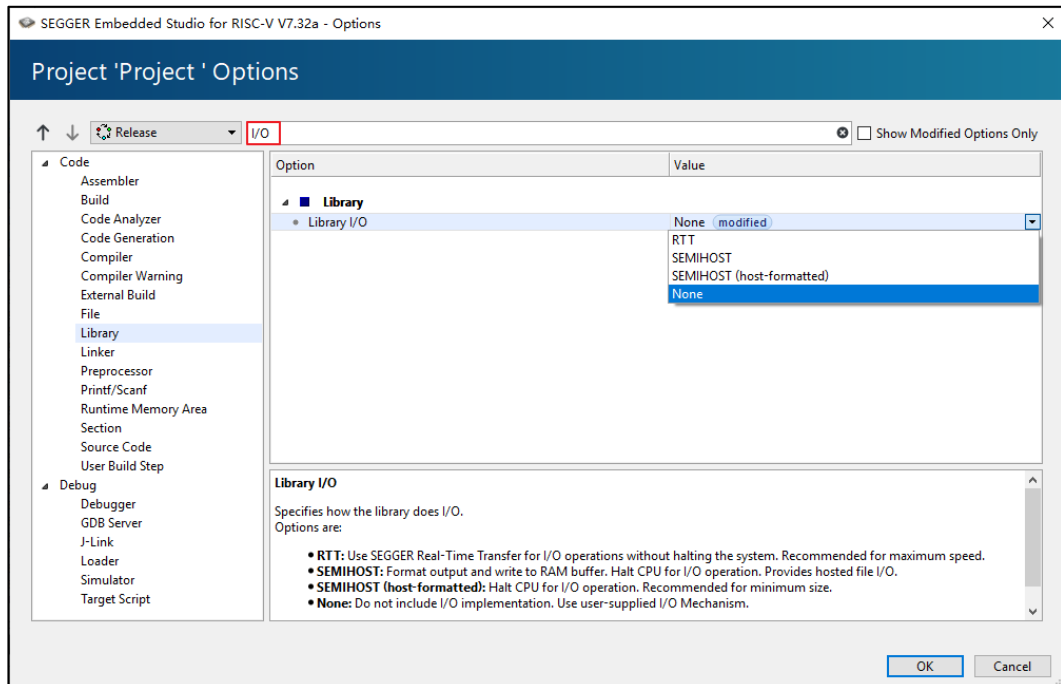 SEGGER Embedded Studio for RISC-V V7.32a - Options
Project 'Project ' Options
Release
I/O
Show Modified Options Only
Code
Assembler
Build
Code Analyzer
Code Generation
Compiler
Compiler Warning
External Build
File
Library
Linker
Preprocessor
Printf/Scanf
Runtime Memory Area
Section
Source Code
User Build Step
Debug
Debugger
GDB Server
J-Link
Loader
Simulator
Target Script
Option Value
Library
Library I/O None modified
RTT
SEMIHOST
SEMIHOST (host-formatted)
None
Library I/O
Specifies how the library does I/O.
Options are:
• RTT: Use SEGGER Real-Time Transfer for I/O operations without halting the system. Recommended for maximum speed.
• SEMIHOST: Format output and write to RAM buffer. Halt CPU for I/O operation. Provides hosted file I/O.
• SEMIHOST (host-formatted): Halt CPU for I/O operation. Recommended for minimum size.
• None: Do not include I/O implementation. Use user-supplied I/O Mechanism.
OK Cancel